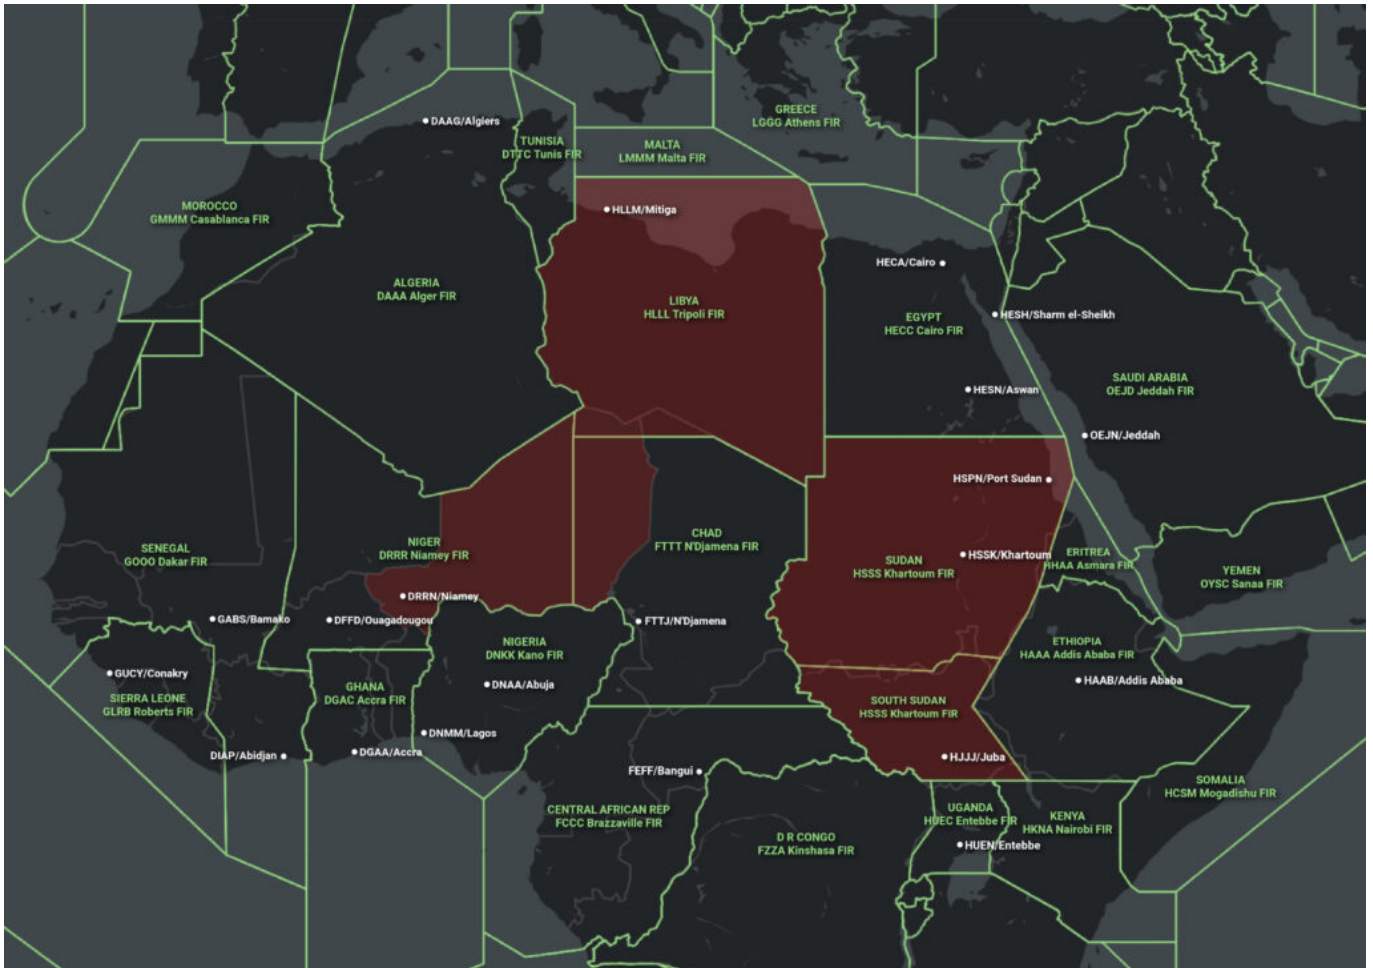 GREECE
LGGG Athens FIR
DAAG/Algiers
TUNISIA
DTTC Tunis FIR
MALTA
LMMM Malta FIR
MOROCCO
GMMM Casablanca FIR
HLLM/Mitiga
HECA/Cairo
ALGERIA
DAAA Alger FIR
LIBYA
HLLL Tripoli FIR
EGYPT
HECC Cairo FIR
HESH/Sharm el-Sheikh
SAUDI ARABIA
OEJD Jeddah FIR
HESN/Aswan
OEJN/Jeddah
HSPN/Port Sudan
CHAD
FTTT N'Djamena FIR
NIGER
DRRR Niamey FIR
SENEGAL
GOOO Dakar FIR
SUDAN
HSSS Khartoum FIR
HSSK/Khartoum
ERITREA
HHAA Asmara FIR
YEMEN
OYSC Sanaa FIR
DRRN/Niamey
GABS/Bamako
DFFD/Ouagadougou
FTTJ/N'Djamena
NIGERIA
DNKK Kano FIR
ETHIOPIA
HAAA Addis Ababa FIR
GUCY/Conakry
HAAB/Addis Ababa
DNAA/Abuja
GHANA
DGAC Accra FIR
SIERRA LEONE
GLRB Roberts FIR
SOUTH SUDAN
HSSS Khartoum FIR
DNMM/Lagos
DIAP/Abidjan
DGAA/Accra
HJJJ/Juba
FEFF/Bangui
SOMALIA
HCSM Mogadishu FIR
CENTRAL AFRICAN REP
FCCC Brazzaville FIR
UGANDA
HUEC Entebbe FIR
KENYA
HKNA Nairobi FIR
D R CONGO
FZZA Kinshasa FIR
HUEN/Entebbe